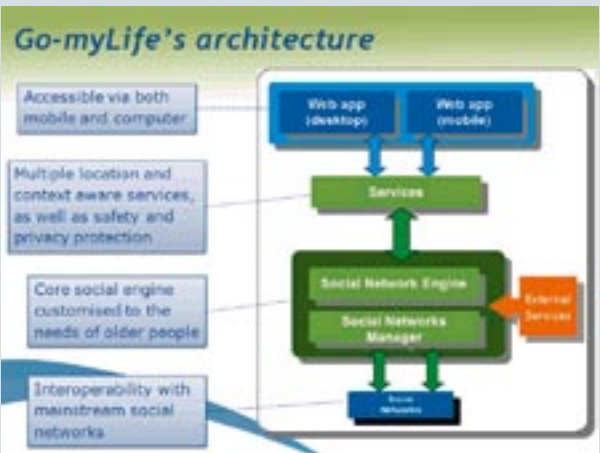 Go-myLife's architecture
Accessible via both
mobile and computer
Web app
(desktop)
Web app
(mobile)
Multiple location and
context aware services,
as well as safety and
privacy protection
Services
Core social engine
customised to the
needs of older people
Social Network Engine
Social Networks
Manager
External
Services
Interoperability with
mainstream social
networks
Social
Networks